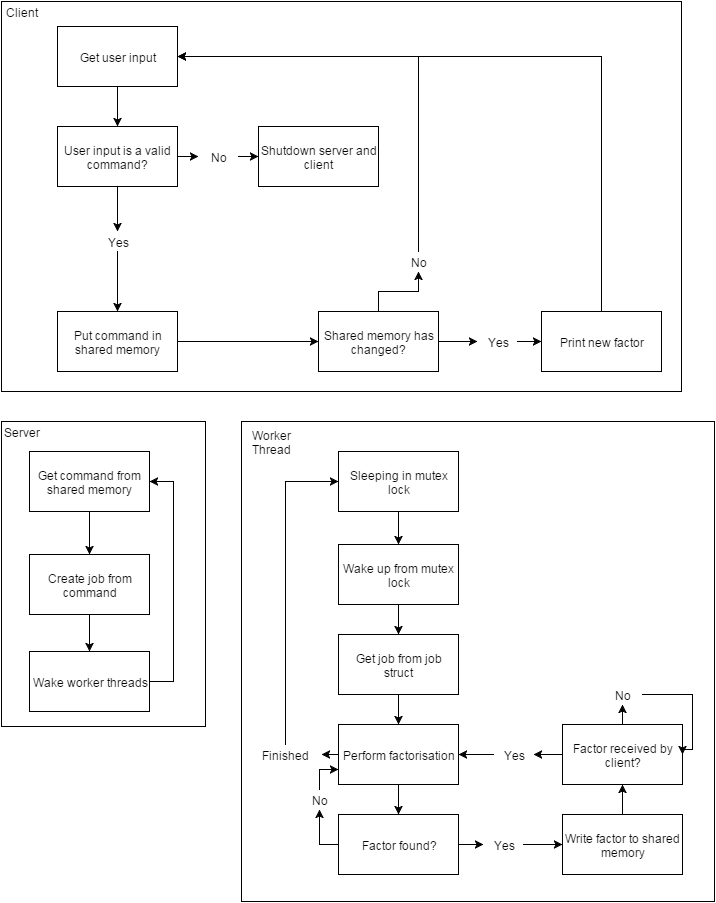 Client
Get user input
User input is a valid
command?
No
Shutdown server and
client
Yes
No
Put command in
shared memory
Shared memory has
changed?
Yes
Print new factor
Server
Get command from
shared memory
Create job from
command
Wake worker threads
Worker
Thread
Sleeping in mutex
lock
Wake up from mutex
lock
Get job from job
struct
No
Finished
Perform factorisation
Yes
Factor received by
client?
No
Factor found?
Yes
Write factor to shared
memory